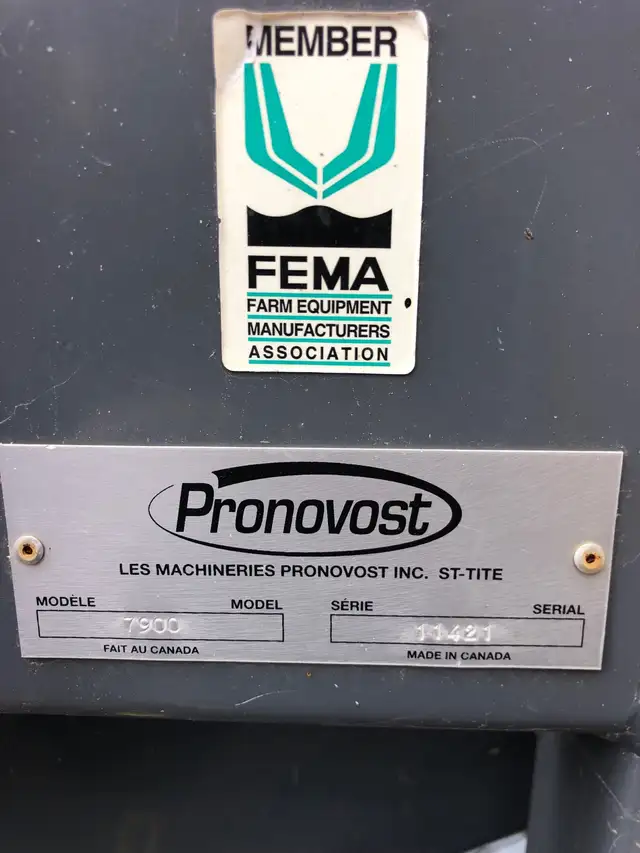 MEMBER
FEMA
FARM EQUIPMENT
MANUFACTURERS
ASSOCIATION
Pronovost
LES MACHINERIES PRONOVOST INC. ST-TITE
MODÈLE MODEL SÉRIE SERIAL
7900 11421
FAIT AU CANADA MADE IN CANADA